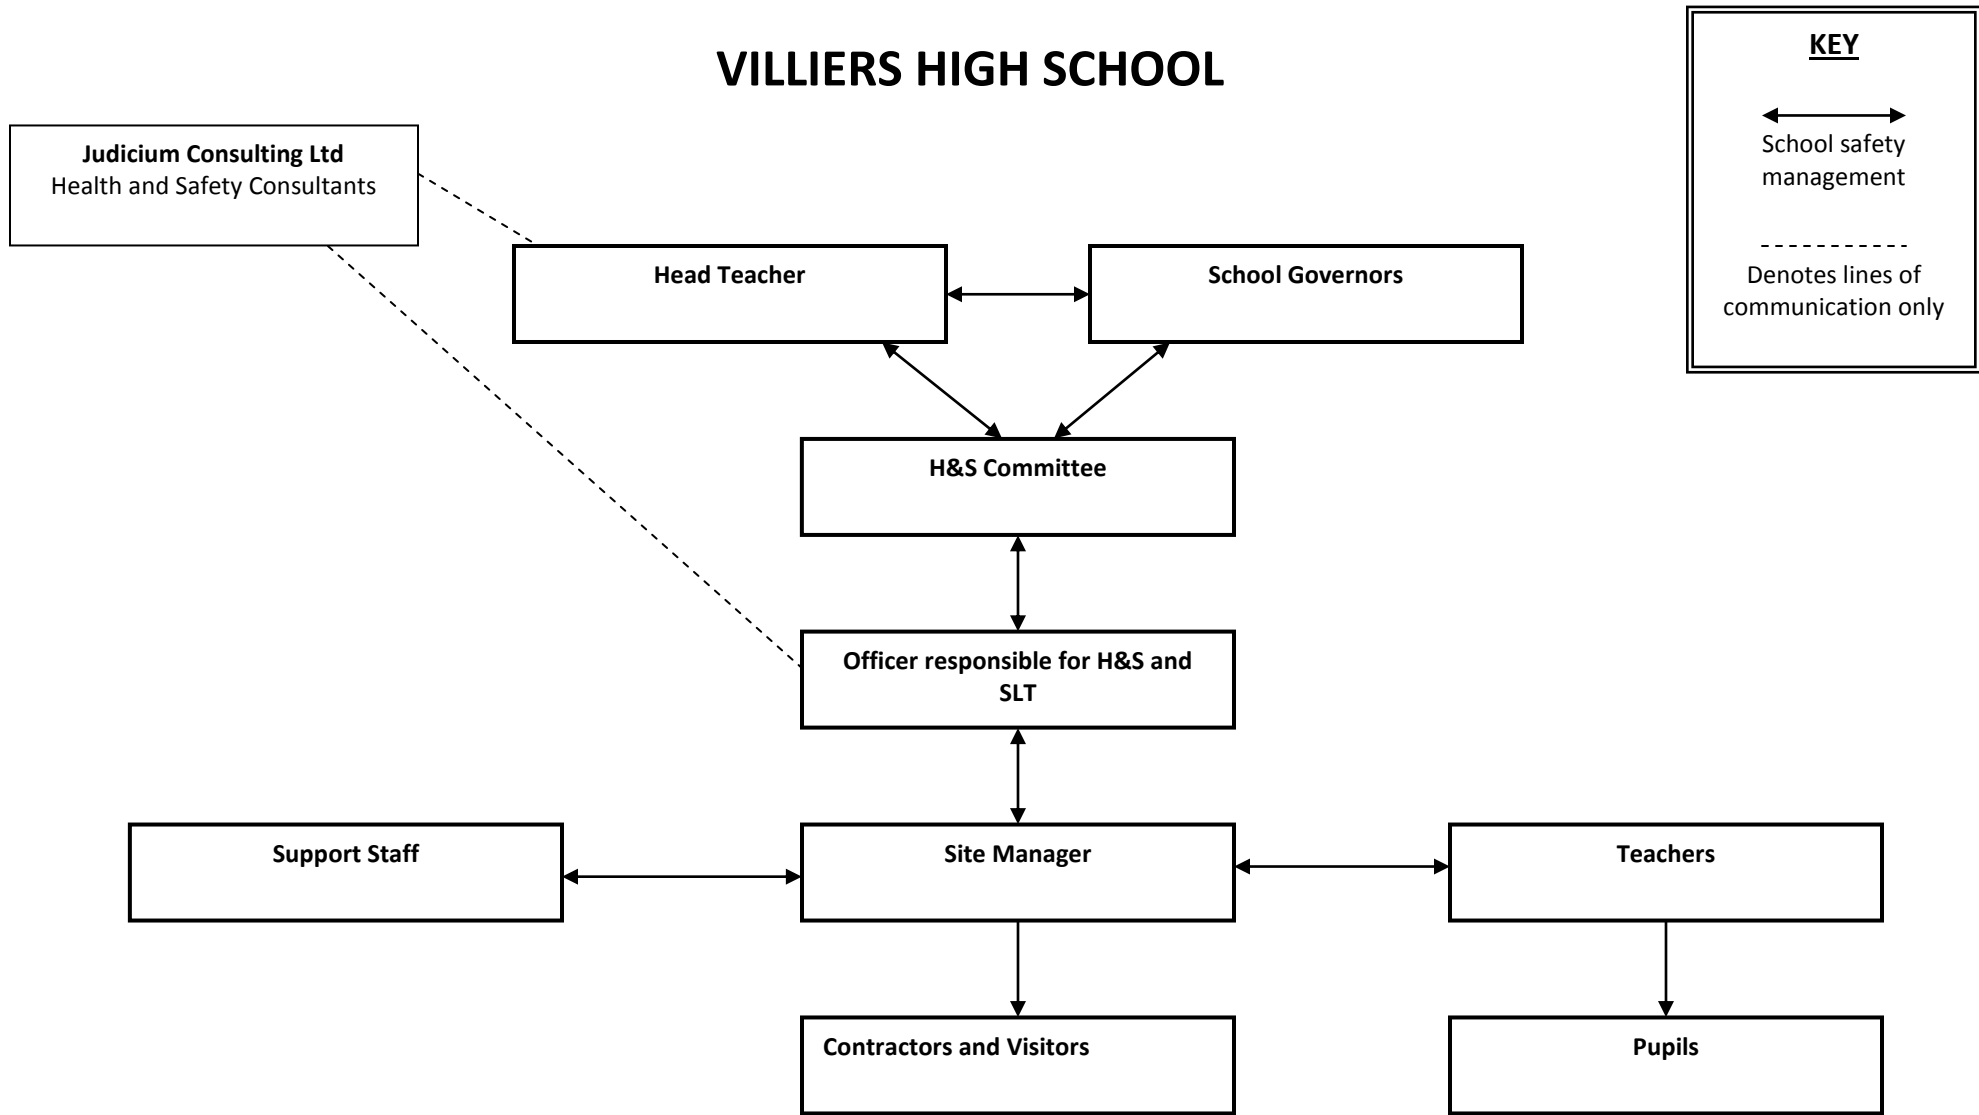 VILLIERS HIGH SCHOOL
KEY
School safety
management
Denotes lines of
communication only
Judicium Consulting Ltd
Health and Safety Consultants
Head Teacher
School Governors
H&S Committee
Officer responsible for H&S and
SLT
Support Staff
Site Manager
Teachers
Contractors and Visitors
Pupils